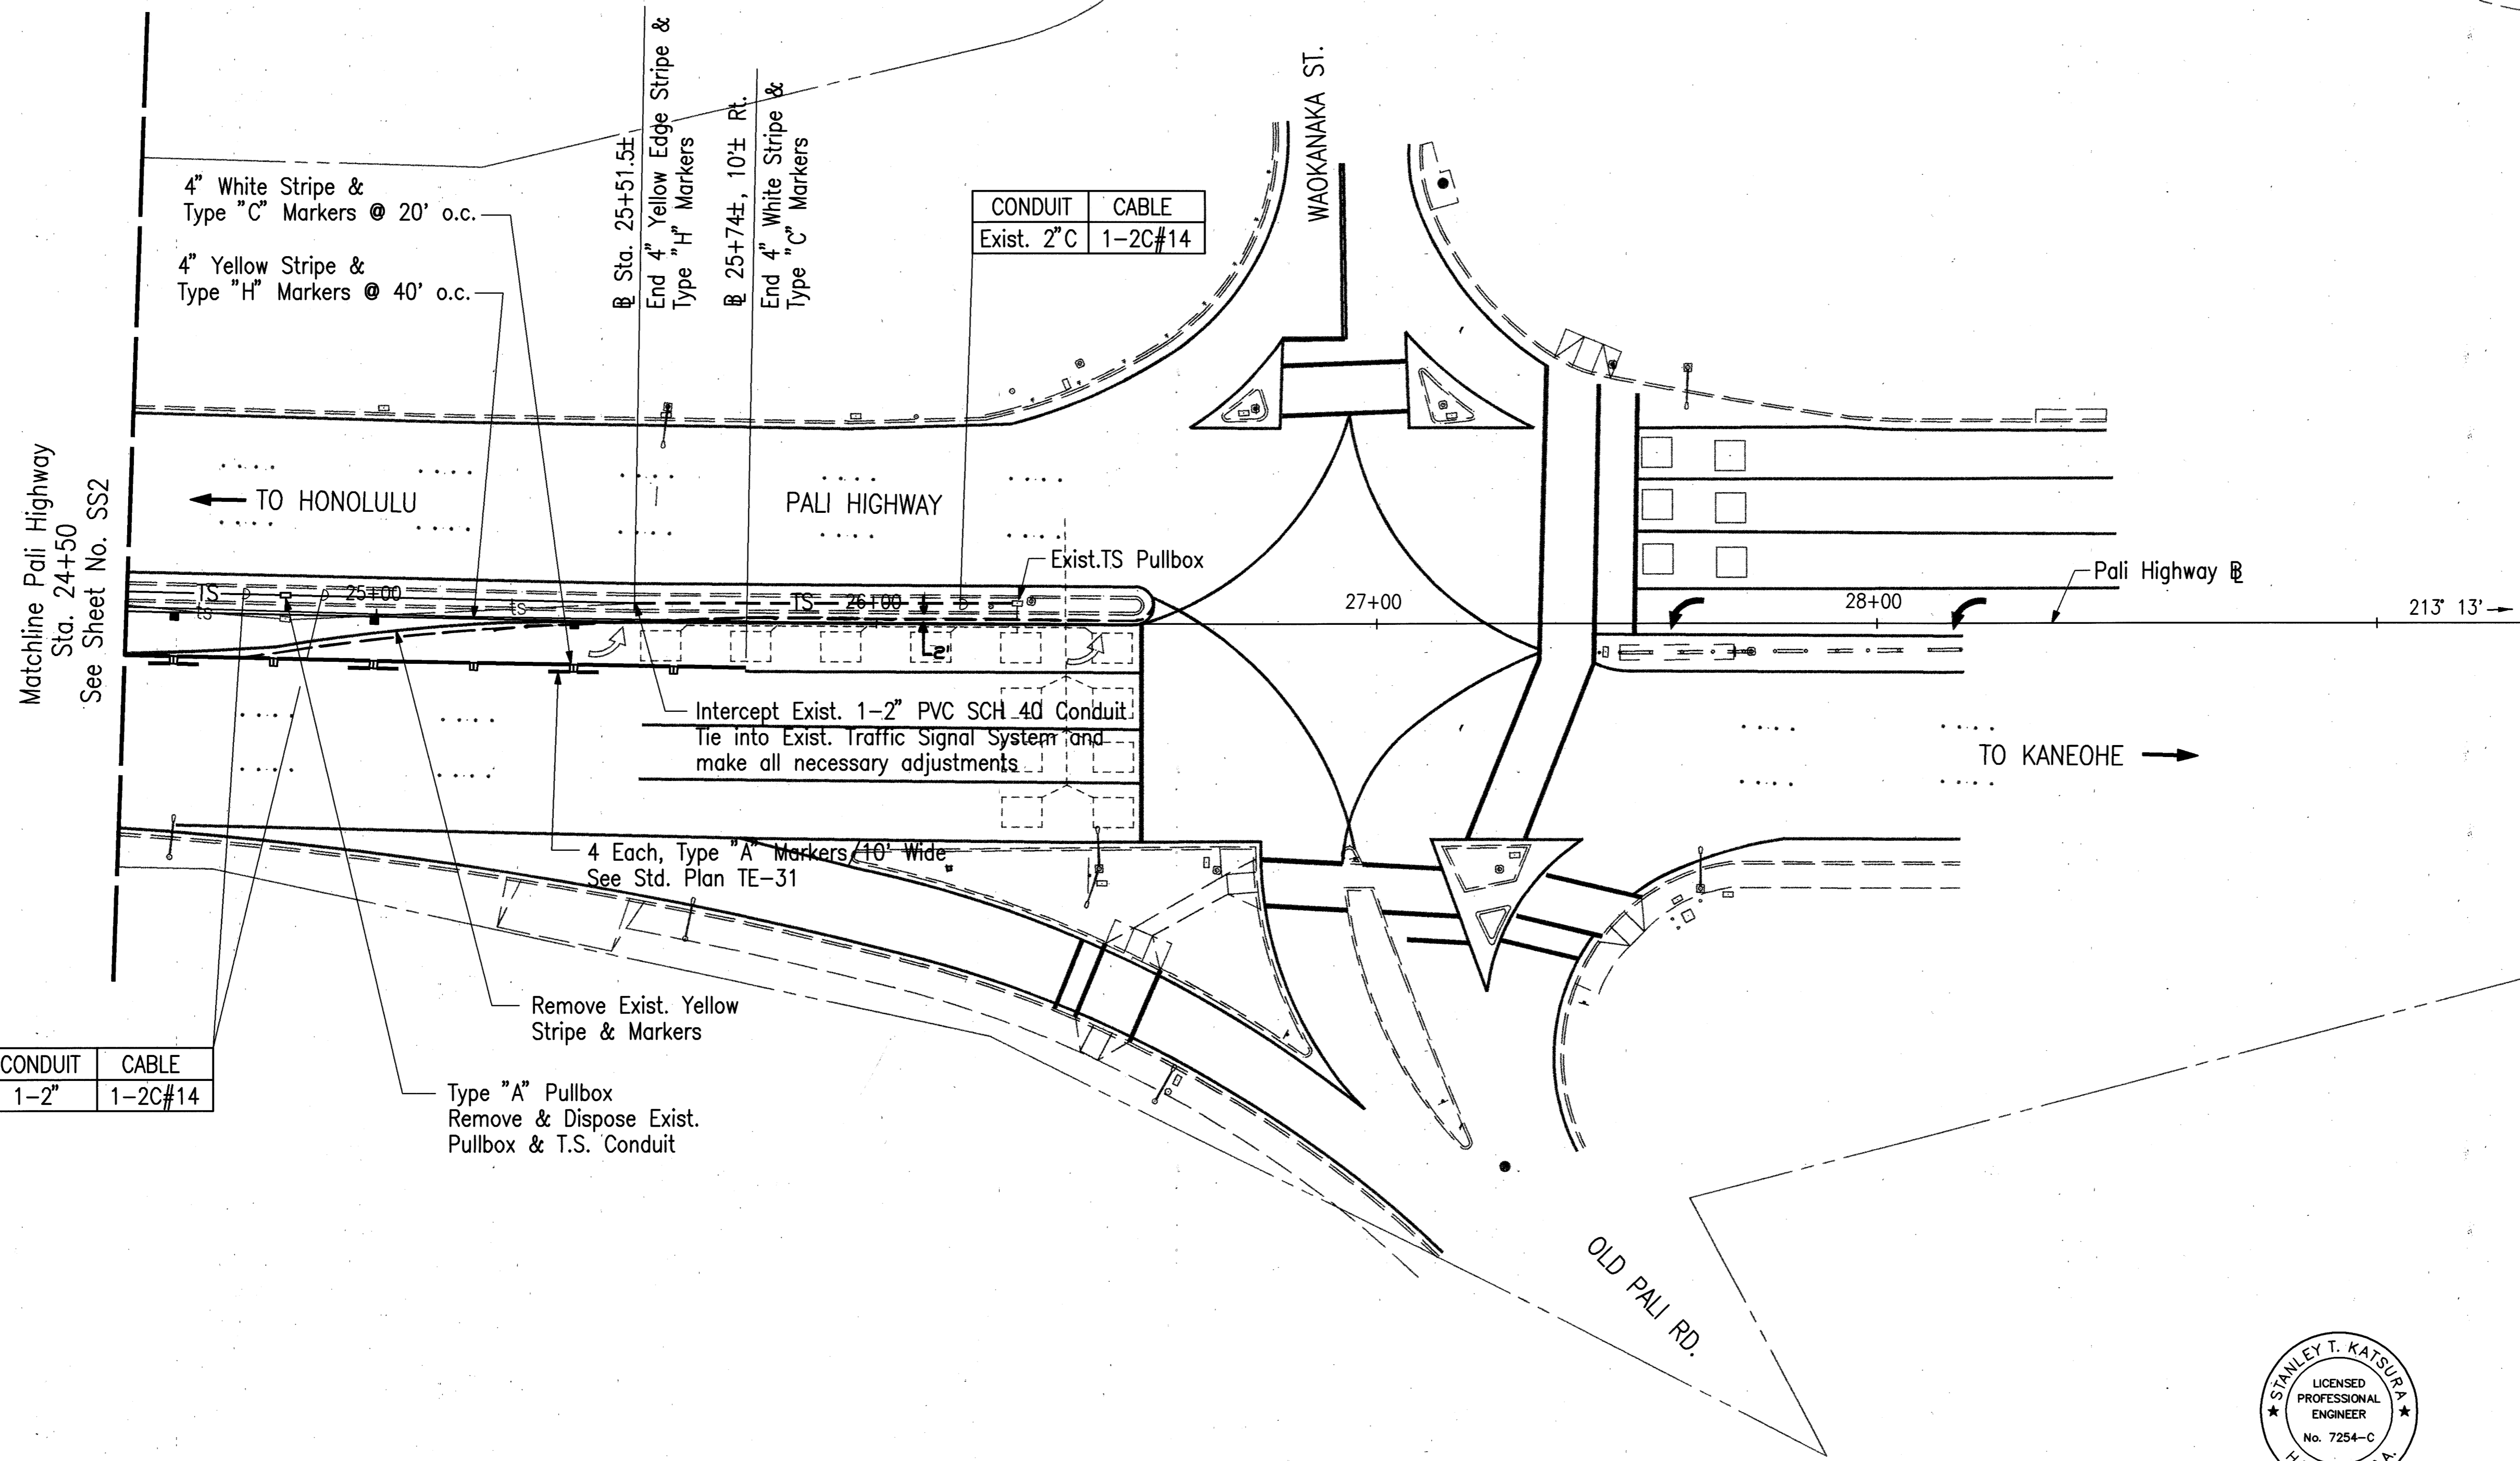 4" White Stripe &
Type "C" Markers @ 20' o.c.
4" Yellow Stripe &
Type "H" Markers @ 40' o.c.
℄ Sta. 25+51.5±
End 4" Yellow Edge Stripe &
Type "H" Markers
℄ 25+74±, 10'± Rt.
End 4" White Stripe &
Type "C" Markers
CONDUIT CABLE
Exist. 2"C 1-2C#14
WAOKANAKA ST.
Matchline Pali Highway
Sta. 24+50
See Sheet No. SS2
TO HONOLULU
PALI HIGHWAY
Exist.TS Pullbox
Pali Highway ℄
TS
25+00
TS
26+00
27+00
28+00
213° 13'
ts
ts
2'
Intercept Exist. 1-2" PVC SCH 40 Conduit
Tie into Exist. Traffic Signal System and
make all necessary adjustments
TO KANEOHE
4 Each, Type "A" Markers/10' Wide
See Std. Plan TE-31
Remove Exist. Yellow
Stripe & Markers
CONDUIT CABLE
1-2" 1-2C#14
Type "A" Pullbox
Remove & Dispose Exist.
Pullbox & T.S. Conduit
OLD PALI RD.
STANLEY T. KATSURA
LICENSED
PROFESSIONAL
ENGINEER
No. 7254-C